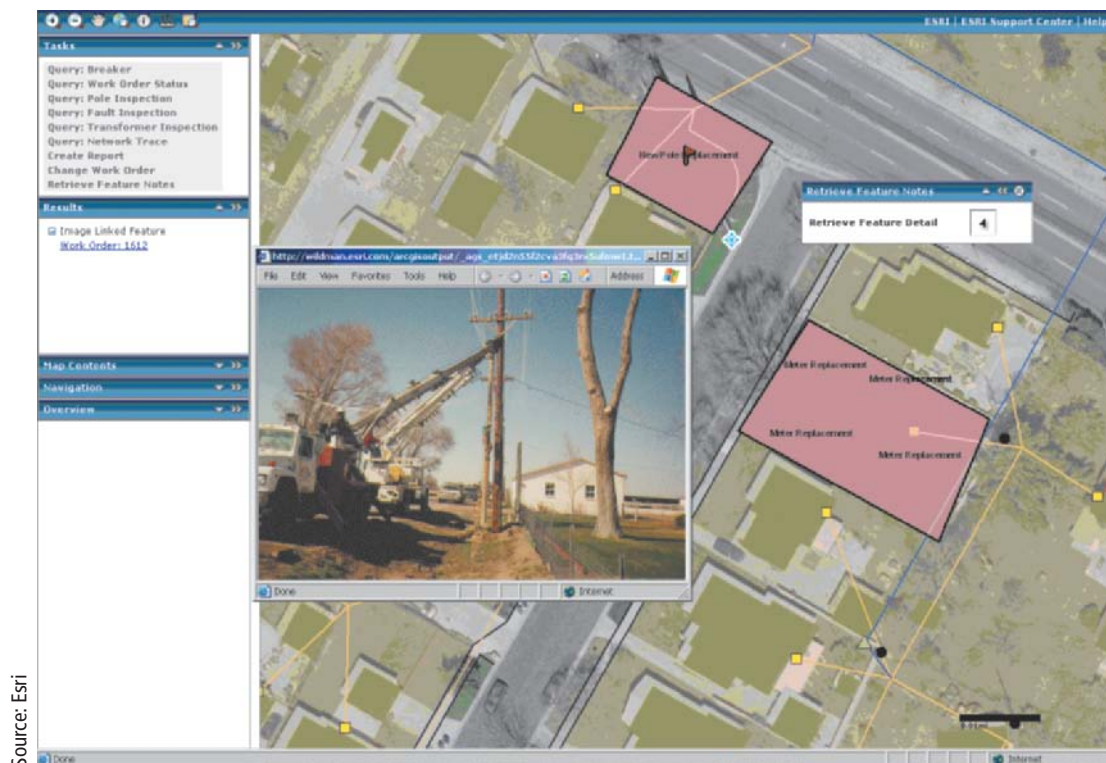 ESRI | ESRI Support Center | Help
Tasks
Query: Breaker
Query: Work Order Status
Query: Pole Inspection
Query: Fault Inspection
Query: Transformer Inspection
Query: Network Trace
Create Report
Change Work Order
Retrieve Feature Notes
Results
Image Linked Feature
Work Order: 1612
Map Contents
Navigation
Overview
New Pole Replacement
Retrieve Feature Notes
Retrieve Feature Detail 4
File Edit View Favorites Tools Help Address
Done Internet
Meter Replacement
Meter Replacement
Meter Replacement
Meter Replacement
Done Internet
Source: Esri